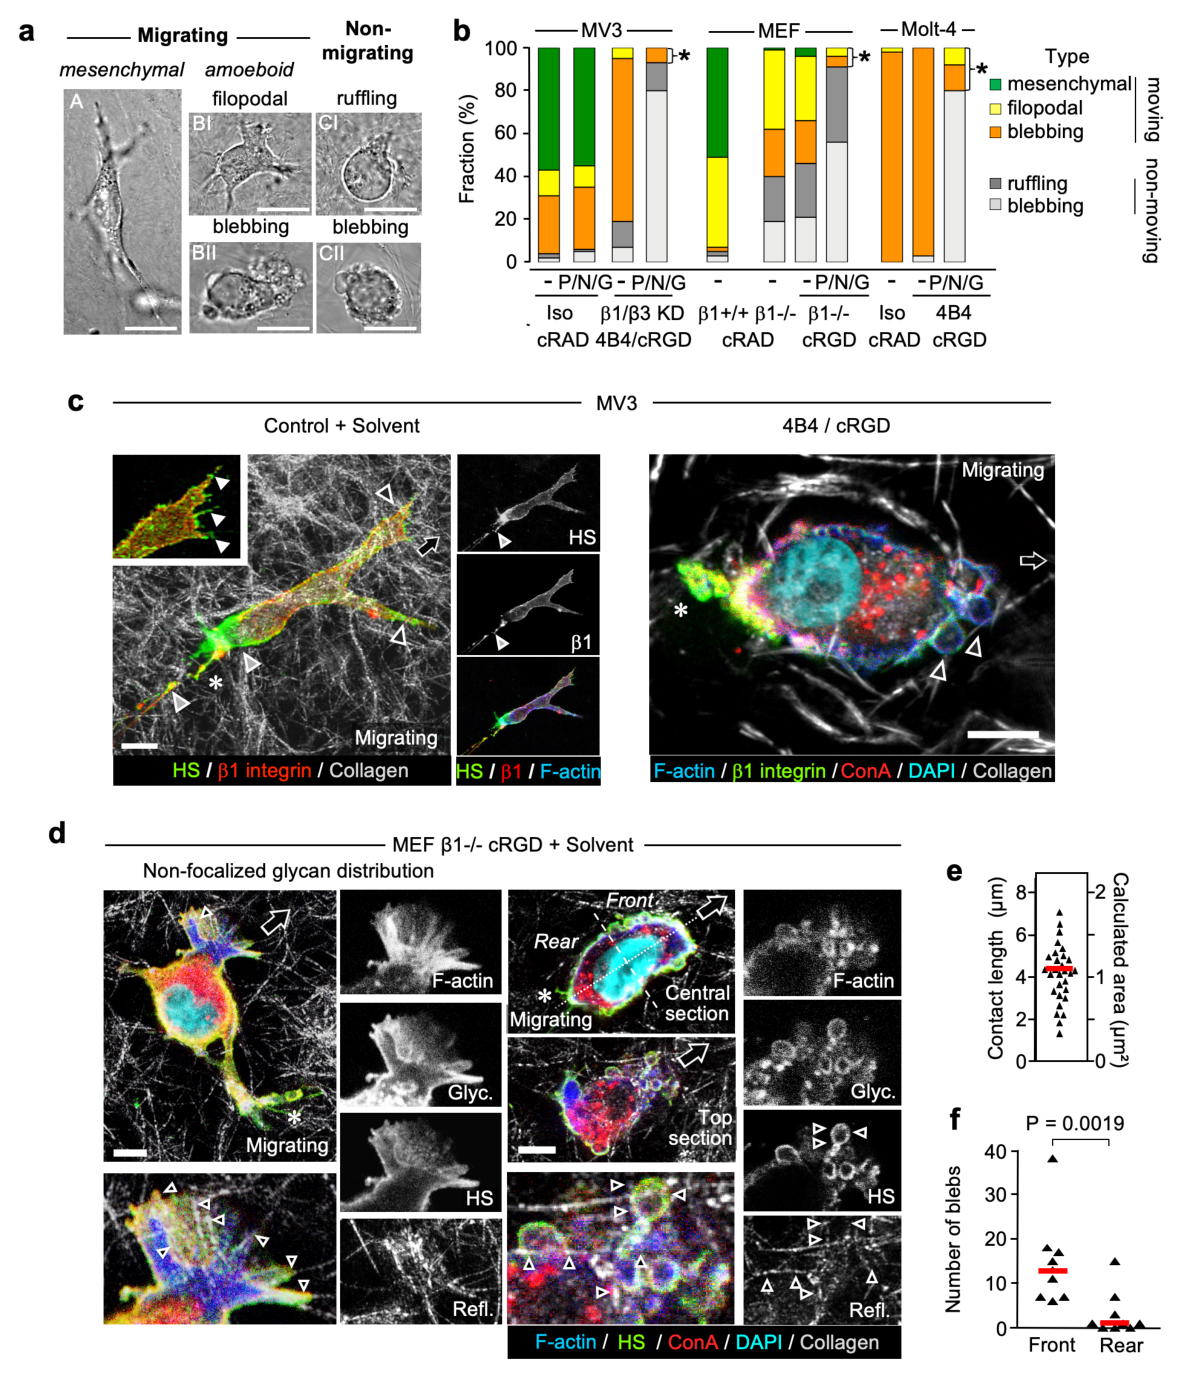 a
Migrating
Non-
migrating
mesenchymal
amoeboid
filopodal
ruffling
A
BI
CI
blebbing
blebbing
BII
CII
b
MV3
MEF
Molt-4
Fraction (%)
100
80
60
40
20
0
*
*
*
Type
mesenchymal
filopodal
blebbing
moving
ruffling
blebbing
non-moving
- P/N/G - P/N/G - - - P/N/G - - P/N/G
Iso β1/β3 KD β1+/+ β1-/- β1-/- Iso 4B4
cRAD 4B4/cRGD cRAD cRGD cRAD cRGD
c
MV3
Control + Solvent
4B4 / cRGD
HS
β1
*
Migrating
Migrating
*
HS / β1 integrin / Collagen
HS / β1 / F-actin
F-actin / β1 integrin / ConA / DAPI / Collagen
d
MEF β1-/- cRGD + Solvent
Non-focalized glycan distribution
*
Migrating
F-actin
Glyc.
HS
Refl.
Front
Rear
*
Migrating
Central
section
Top
section
F-actin
Glyc.
HS
Refl.
F-actin / HS / ConA / DAPI / Collagen
e
Contact length (μm)
8
6
4
2
0
2
1
0
Calculated area (μm²)
f
P = 0.0019
Number of blebs
40
30
20
10
0
Front
Rear